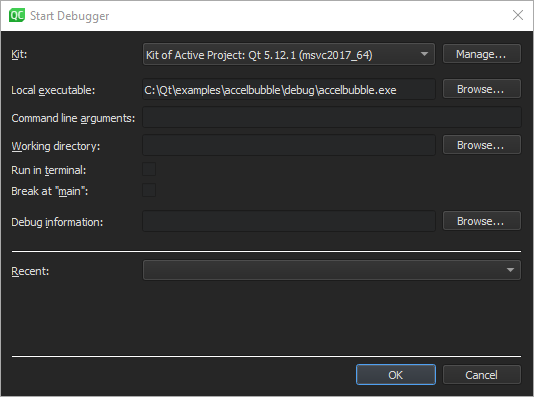 QC Start Debugger
Kit: Kit of Active Project: Qt 5.12.1 (msvc2017_64) Manage...
Local executable: C:\Qt\examples\accelbubble\debug\accelbubble.exe Browse...
Command line arguments:
Working directory: Browse...
Run in terminal:
Break at "main":
Debug information: Browse...
Recent:
OK Cancel